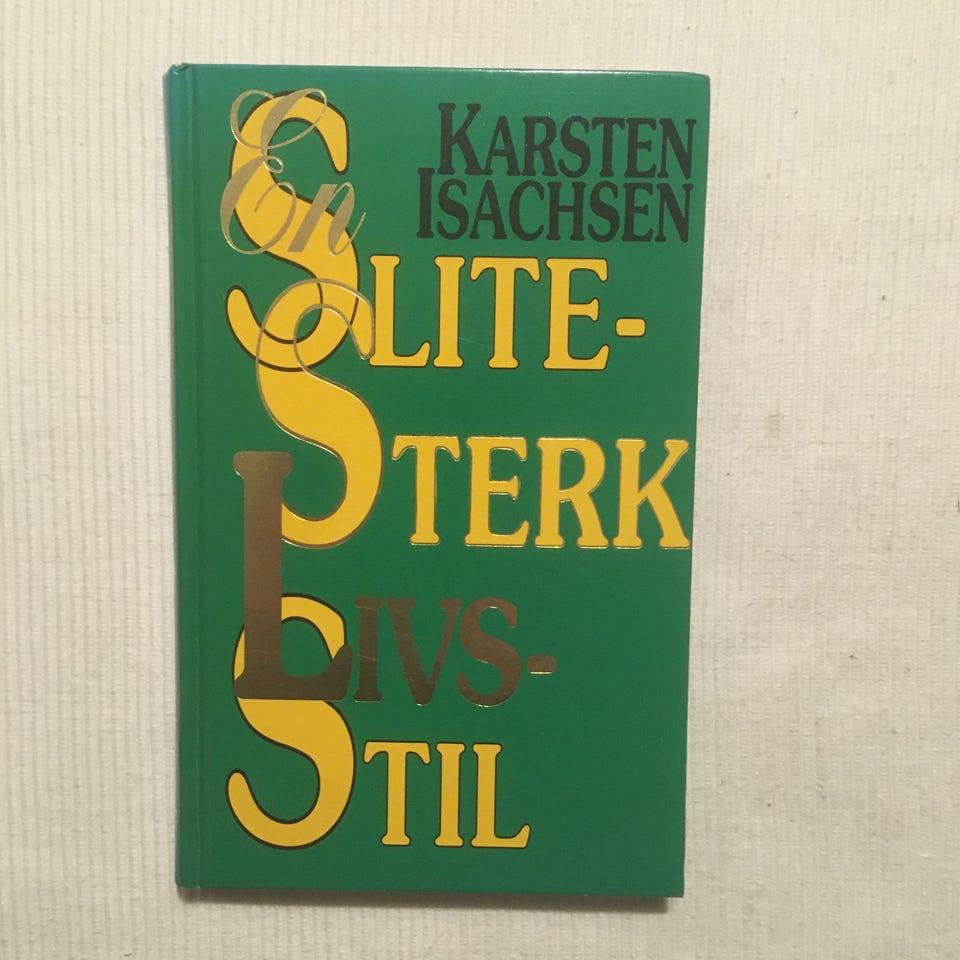 KARSTEN
ISACHSEN
En
SLITE-
STERK
LIVS-
STIL